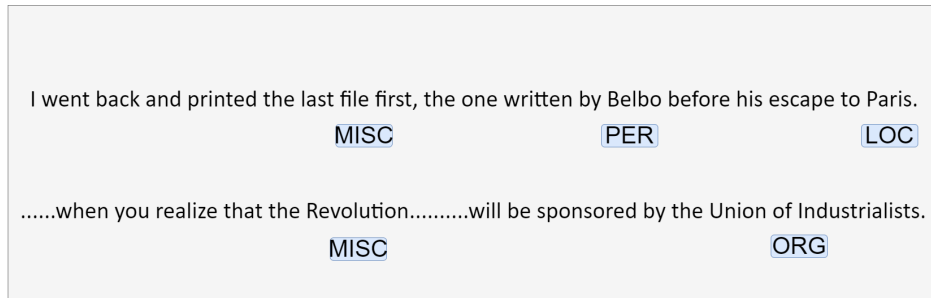 I went back and printed the last file first, the one written by Belbo before his escape to Paris.
MISC PER LOC
......when you realize that the Revolution..........will be sponsored by the Union of Industrialists.
MISC ORG